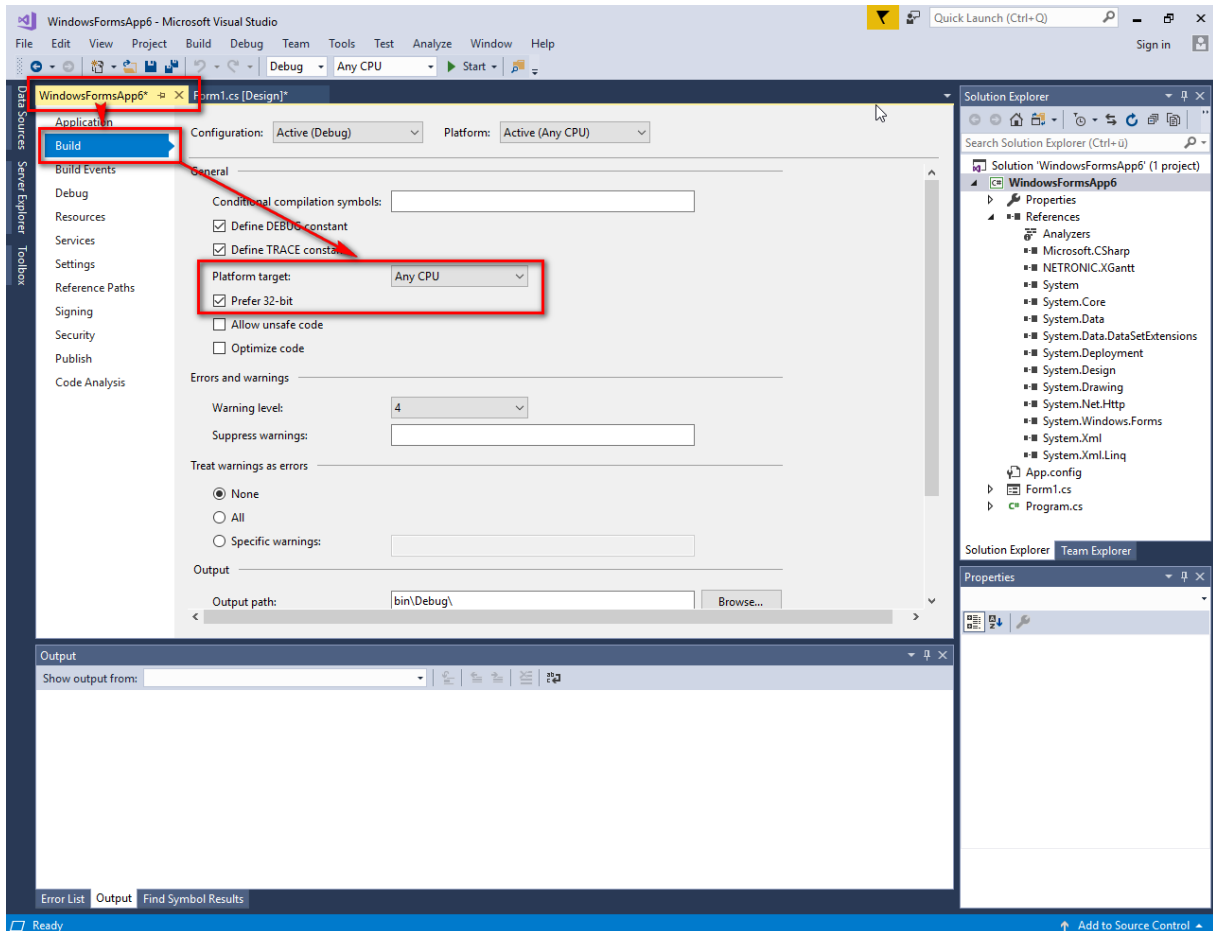 WindowsFormsApp6 - Microsoft Visual Studio
Quick Launch (Ctrl+Q)
File Edit View Project Build Debug Team Tools Test Analyze Window Help
Sign in
Debug Any CPU Start
Data Sources
Server Explorer
Toolbox
WindowsFormsApp6* Form1.cs [Design]*
Application
Build
Build Events
Debug
Resources
Services
Settings
Reference Paths
Signing
Security
Publish
Code Analysis
Configuration: Active (Debug) Platform: Active (Any CPU)
General
Conditional compilation symbols:
Define DEBUG constant
Define TRACE constant
Platform target: Any CPU
Prefer 32-bit
Allow unsafe code
Optimize code
Errors and warnings
Warning level: 4
Suppress warnings:
Treat warnings as errors
None
All
Specific warnings:
Output
Output path: bin\Debug\ Browse...
Solution Explorer
Search Solution Explorer (Ctrl+ü)
Solution 'WindowsFormsApp6' (1 project)
WindowsFormsApp6
Properties
References
Analyzers
Microsoft.CSharp
NETRONIC.XGantt
System
System.Core
System.Data
System.Data.DataSetExtensions
System.Deployment
System.Design
System.Drawing
System.Net.Http
System.Windows.Forms
System.Xml
System.Xml.Linq
App.config
Form1.cs
C# Program.cs
Solution Explorer Team Explorer
Properties
Output
Show output from:
Error List Output Find Symbol Results
Ready
Add to Source Control